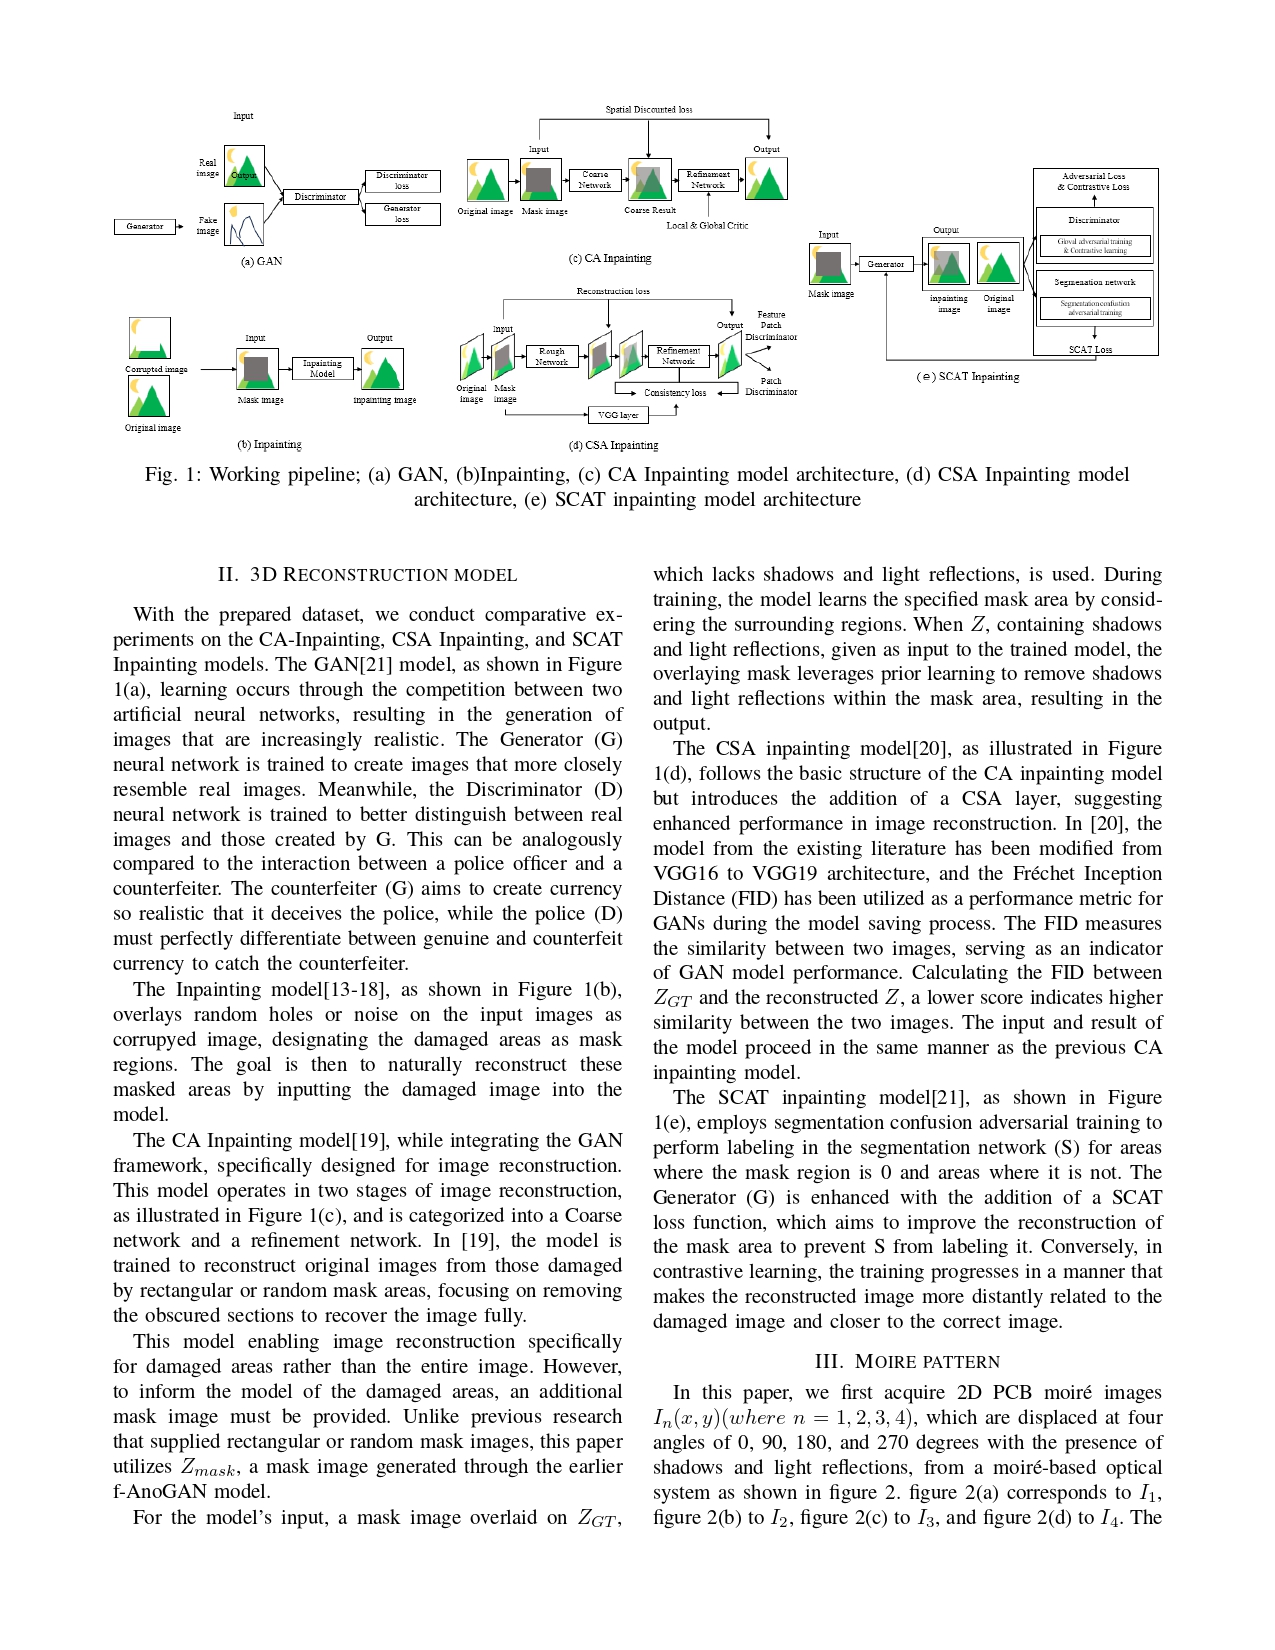 Input
Real
image
Output
Discriminator
Discriminator
loss
Generator
loss
Generator
Fake
image
(a) GAN
Corrupted image
Original image
Input
Mask image
Inpainting
Model
Output
inpainting image
(b) Inpainting
Spatial Discounted loss
Input
Output
Original image
Mask image
Coarse
Network
Coarse Result
Refinement
Network
Local & Global Critic
(c) CA Inpainting
Reconstruction loss
Input
Output
Original
image
Mask
image
Rough
Network
Refinement
Network
Feature
Patch
Discriminator
Patch
Discriminator
Consistency loss
VGG layer
(d) CSA Inpainting
Input
Mask image
Generator
Output
inpainting
image
Original
image
Adversarial Loss
& Contrastive Loss
Discriminator
Gloval adversarial training
& Contrastive learning
Segmenation network
Segmentation confustion
adversarial training
SCAT Loss
(e) SCAT Inpainting
Fig. 1: Working pipeline; (a) GAN, (b)Inpainting, (c) CA Inpainting model architecture, (d) CSA Inpainting model
architecture, (e) SCAT inpainting model architecture
II. 3D RECONSTRUCTION MODEL
With the prepared dataset, we conduct comparative ex-
periments on the CA-Inpainting, CSA Inpainting, and SCAT
Inpainting models. The GAN[21] model, as shown in Figure
1(a), learning occurs through the competition between two
artificial neural networks, resulting in the generation of
images that are increasingly realistic. The Generator (G)
neural network is trained to create images that more closely
resemble real images. Meanwhile, the Discriminator (D)
neural network is trained to better distinguish between real
images and those created by G. This can be analogously
compared to the interaction between a police officer and a
counterfeiter. The counterfeiter (G) aims to create currency
so realistic that it deceives the police, while the police (D)
must perfectly differentiate between genuine and counterfeit
currency to catch the counterfeiter.
The Inpainting model[13-18], as shown in Figure 1(b),
overlays random holes or noise on the input images as
corrupyed image, designating the damaged areas as mask
regions. The goal is then to naturally reconstruct these
masked areas by inputting the damaged image into the
model.
The CA Inpainting model[19], while integrating the GAN
framework, specifically designed for image reconstruction.
This model operates in two stages of image reconstruction,
as illustrated in Figure 1(c), and is categorized into a Coarse
network and a refinement network. In [19], the model is
trained to reconstruct original images from those damaged
by rectangular or random mask areas, focusing on removing
the obscured sections to recover the image fully.
This model enabling image reconstruction specifically
for damaged areas rather than the entire image. However,
to inform the model of the damaged areas, an additional
mask image must be provided. Unlike previous research
that supplied rectangular or random mask images, this paper
utilizes Z_{mask}, a mask image generated through the earlier
f-AnoGAN model.
For the model's input, a mask image overlaid on Z_{GT},
which lacks shadows and light reflections, is used. During
training, the model learns the specified mask area by consid-
ering the surrounding regions. When Z, containing shadows
and light reflections, given as input to the trained model, the
overlaying mask leverages prior learning to remove shadows
and light reflections within the mask area, resulting in the
output.
The CSA inpainting model[20], as illustrated in Figure
1(d), follows the basic structure of the CA inpainting model
but introduces the addition of a CSA layer, suggesting
enhanced performance in image reconstruction. In [20], the
model from the existing literature has been modified from
VGG16 to VGG19 architecture, and the Fréchet Inception
Distance (FID) has been utilized as a performance metric for
GANs during the model saving process. The FID measures
the similarity between two images, serving as an indicator
of GAN model performance. Calculating the FID between
Z_{GT} and the reconstructed Z, a lower score indicates higher
similarity between the two images. The input and result of
the model proceed in the same manner as the previous CA
inpainting model.
The SCAT inpainting model[21], as shown in Figure
1(e), employs segmentation confusion adversarial training to
perform labeling in the segmentation network (S) for areas
where the mask region is 0 and areas where it is not. The
Generator (G) is enhanced with the addition of a SCAT
loss function, which aims to improve the reconstruction of
the mask area to prevent S from labeling it. Conversely, in
contrastive learning, the training progresses in a manner that
makes the reconstructed image more distantly related to the
damaged image and closer to the correct image.
III. MOIRE PATTERN
In this paper, we first acquire 2D PCB moiré images
I_n(x, y)(where n = 1, 2, 3, 4), which are displaced at four
angles of 0, 90, 180, and 270 degrees with the presence of
shadows and light reflections, from a moiré-based optical
system as shown in figure 2. figure 2(a) corresponds to I_1,
figure 2(b) to I_2, figure 2(c) to I_3, and figure 2(d) to I_4. The